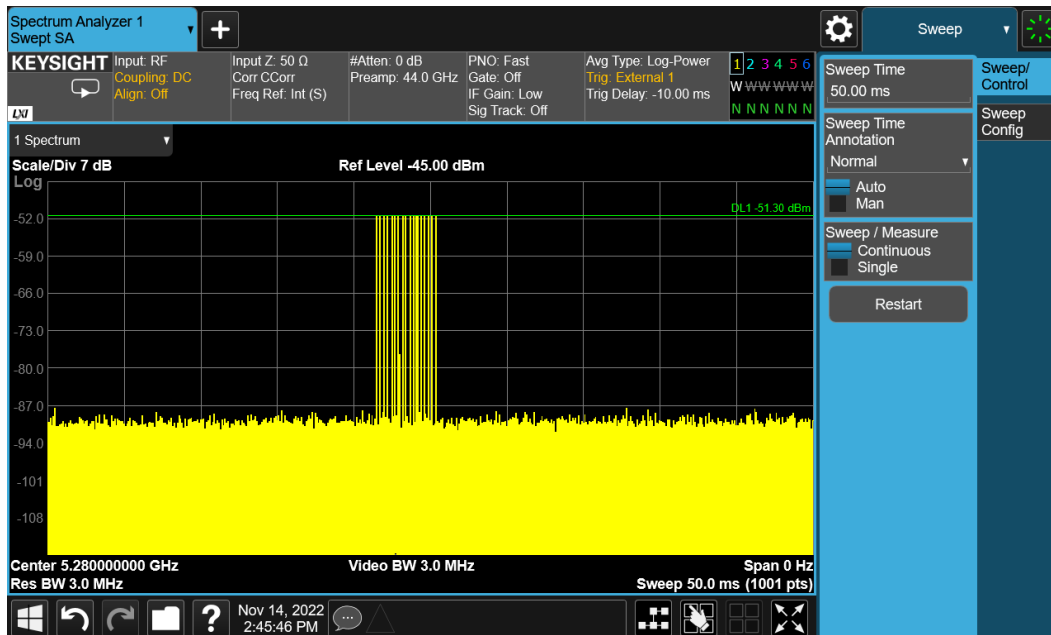 Spectrum Analyzer 1
Swept SA
+
Sweep
KEYSIGHT
Input: RF
Coupling: DC
Align: Off
Input Z: 50 Ω
Corr CCorr
Freq Ref: Int (S)
#Atten: 0 dB
Preamp: 44.0 GHz
PNO: Fast
Gate: Off
IF Gain: Low
Sig Track: Off
Avg Type: Log-Power
Trig: External 1
Trig Delay: -10.00 ms
1 2 3 4 5 6
W W W W W W
N N N N N N
LXI
Sweep Time
50.00 ms
Sweep Time
Annotation
Normal
Auto
Man
Sweep / Measure
Continuous
Single
Restart
Sweep/
Control
Sweep
Config
1 Spectrum
Scale/Div 7 dB
Ref Level -45.00 dBm
Log
DL1 -51.30 dBm
-52.0
-59.0
-66.0
-73.0
-80.0
-87.0
-94.0
-101
-108
Center 5.280000000 GHz
Video BW 3.0 MHz
Span 0 Hz
Res BW 3.0 MHz
Sweep 50.0 ms (1001 pts)
?
Nov 14, 2022
2:45:46 PM